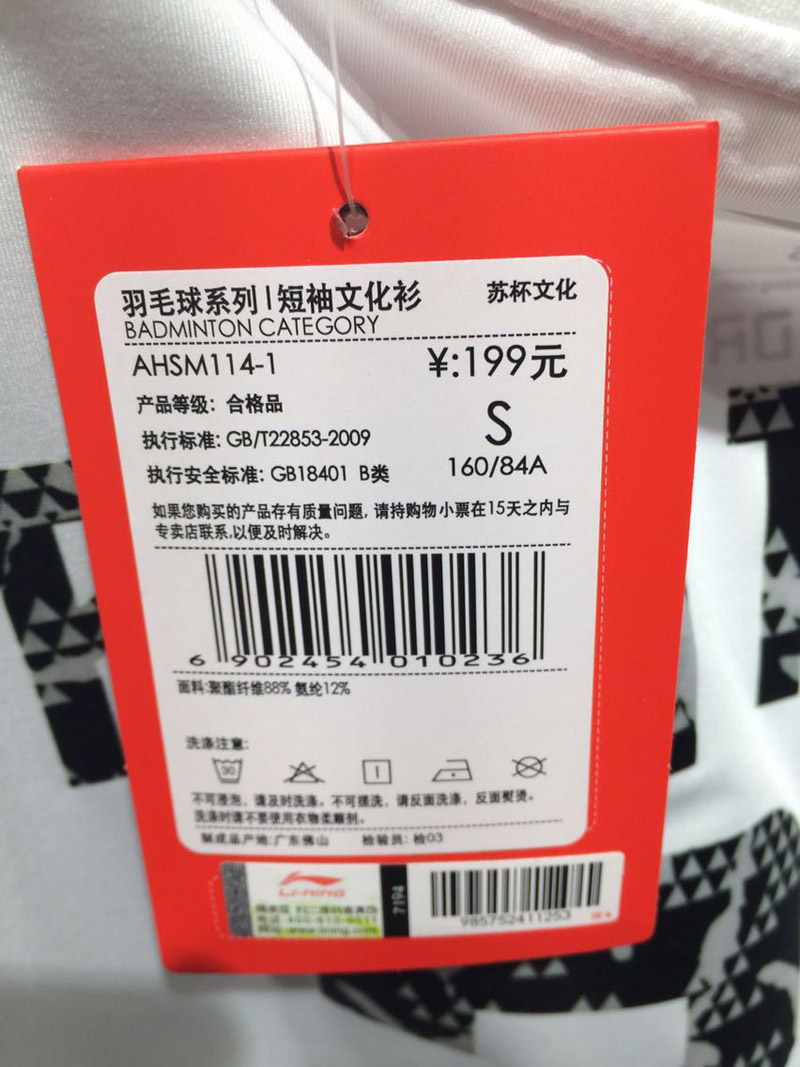 羽毛球系列 | 短袖文化衫
苏杯文化
BADMINTON CATEGORY
AHSM114-1
¥:199元
产品等级: 合格品
S
执行标准: GB/T22853-2009
160/84A
执行安全标准: GB18401 B类
如果您购买的产品存有质量问题, 请持购物小票在15天之内与
专卖店联系,以便及时解决。
6 902454 010236
面料:聚酯纤维88% 氨纶12%
洗涤注意:
30
不可浸泡, 请及时洗涤。不可搓洗, 请反面洗涤, 反面熨烫。
洗涤时请不要使用衣物柔顺剂。
制成品产地:广东佛山
检验员: 检03
LI-NING
7194
985752411253